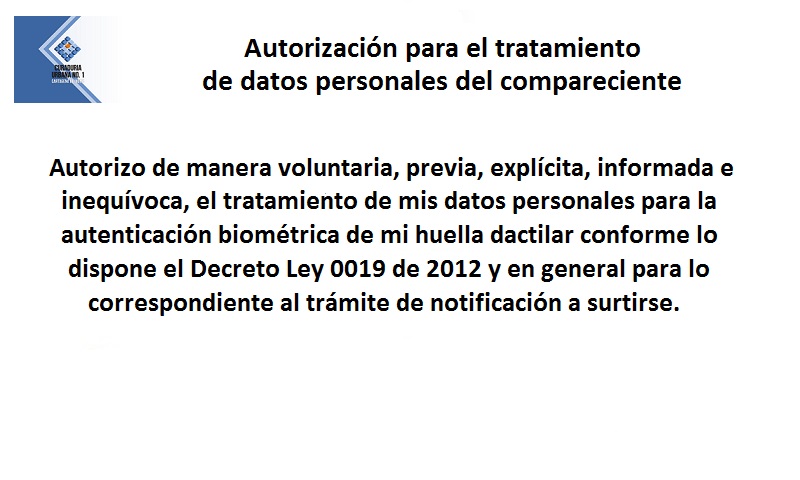 CURADURIA
URBANA NO. 1
Autorización para el tratamiento
de datos personales del compareciente
Autorizo de manera voluntaria, previa, explícita, informada e
inequívoca, el tratamiento de mis datos personales para la
autenticación biométrica de mi huella dactilar conforme lo
dispone el Decreto Ley 0019 de 2012 y en general para lo
correspondiente al trámite de notificación a surtirse.